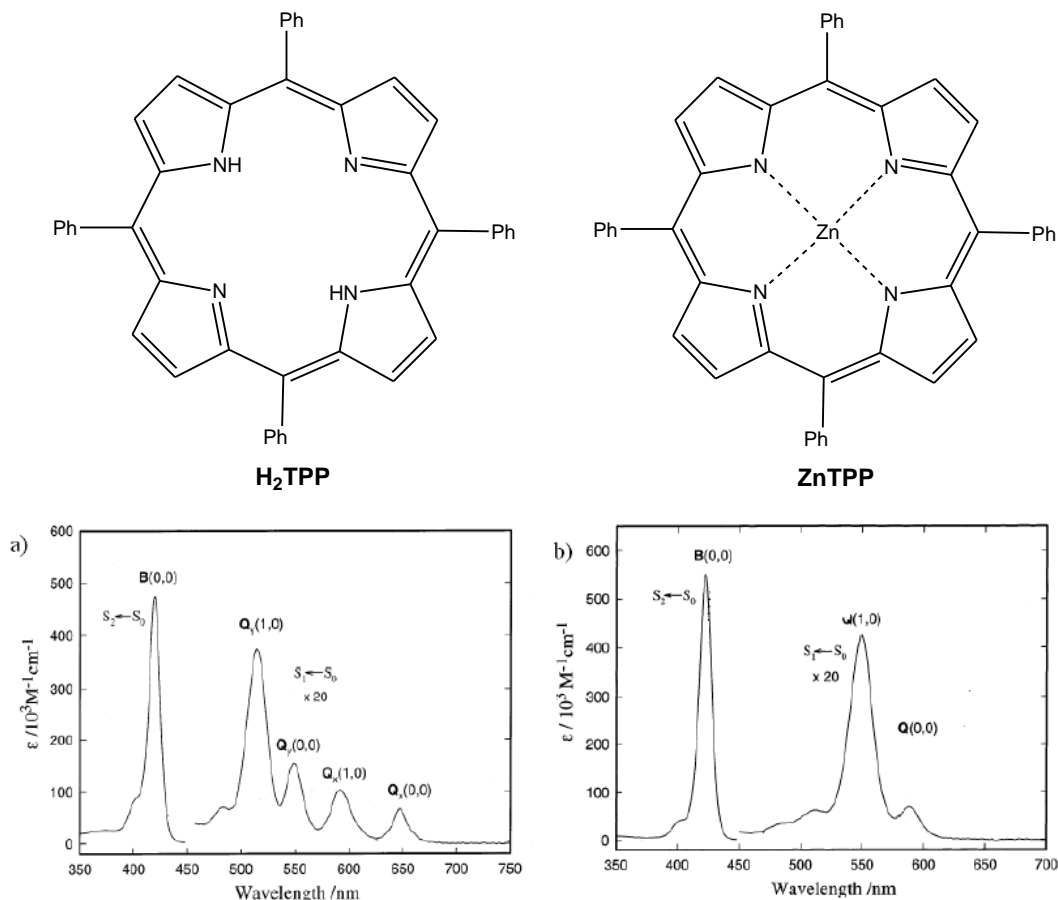 Ph
Ph
NH
N
N
N
Ph
Ph
Ph
Zn
Ph
N
HN
N
N
Ph
Ph
H₂TPP
ZnTPP
a)
600
500
400
300
200
100
0
ε /10³M⁻¹cm⁻¹
B(0,0)
S₂←S₀
Qy(1,0)
S₁←S₀
x 20
Qy(0,0)
Qx(1,0)
Qx(0,0)
350 400 450 500 550 600 650 700 750
Wavelength /nm
b)
600
500
400
300
200
100
0
ε / 10³ M⁻¹cm⁻¹
B(0,0)
S₂←S₀
(1,0)
S₁←S₀
x 20
Q(0,0)
350 400 450 500 550 600 650 700
Wavelength /nm